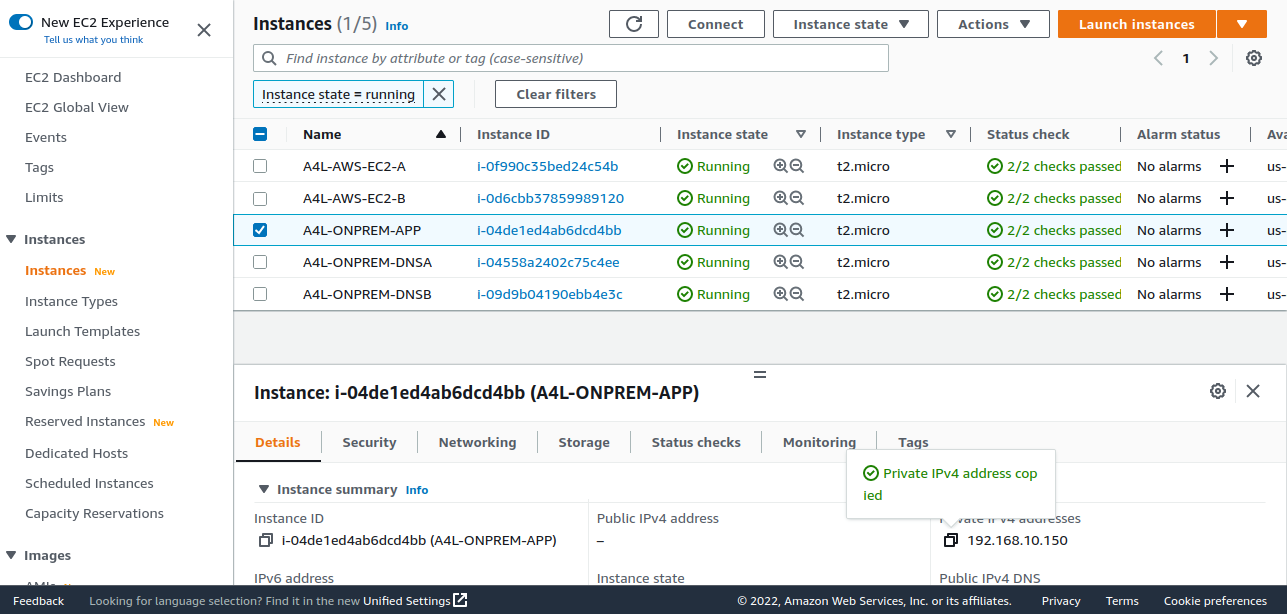 New EC2 Experience
Tell us what you think
EC2 Dashboard
EC2 Global View
Events
Tags
Limits
Instances
Instances New
Instance Types
Launch Templates
Spot Requests
Savings Plans
Reserved Instances New
Dedicated Hosts
Scheduled Instances
Capacity Reservations
Images
Instances (1/5) Info
Connect
Instance state
Actions
Launch instances
Find instance by attribute or tag (case-sensitive)
1
Instance state = running
Clear filters
Name Instance ID Instance state Instance type Status check Alarm status Ava
A4L-AWS-EC2-A i-0f990c35bed24c54b Running t2.micro 2/2 checks passed No alarms us-
A4L-AWS-EC2-B i-0d6cbb37859989120 Running t2.micro 2/2 checks passed No alarms us-
A4L-ONPREM-APP i-04de1ed4ab6dcd4bb Running t2.micro 2/2 checks passed No alarms us-
A4L-ONPREM-DNSA i-04558a2402c75c4ee Running t2.micro 2/2 checks passed No alarms us-
A4L-ONPREM-DNSB i-09d9b04190ebb4e3c Running t2.micro 2/2 checks passed No alarms us-
Instance: i-04de1ed4ab6dcd4bb (A4L-ONPREM-APP)
Details Security Networking Storage Status checks Monitoring Tags
Private IPv4 address cop
ied
Instance summary Info
Instance ID Public IPv4 address Private IPv4 addresses
i-04de1ed4ab6dcd4bb (A4L-ONPREM-APP) – 192.168.10.150
IPv6 address Instance state Public IPv4 DNS
Feedback Looking for language selection? Find it in the new Unified Settings © 2022, Amazon Web Services, Inc. or its affiliates. Privacy Terms Cookie preferences